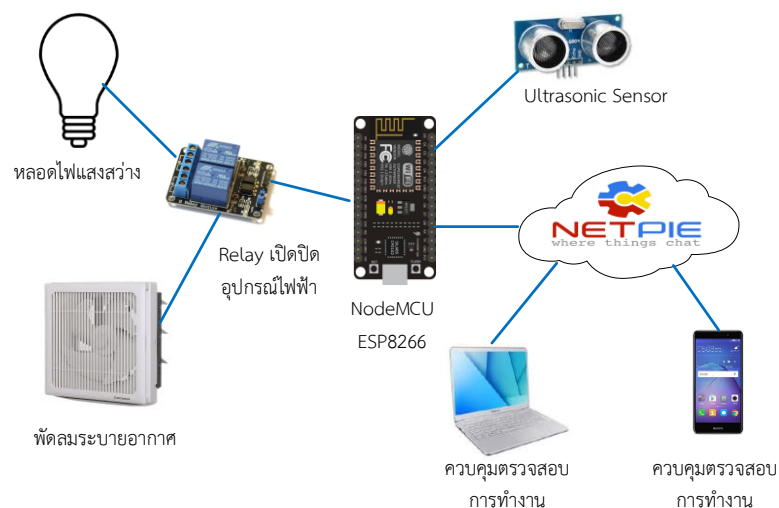 Ultrasonic Sensor
หลอดไฟแสงสว่าง
NETPIE
where things chat
Relay เปิดปิด
อุปกรณ์ไฟฟ้า
NodeMCU
ESP8266
พัดลมระบายอากาศ
ควบคุมตรวจสอบ
การทำงาน
ควบคุมตรวจสอบ
การทำงาน